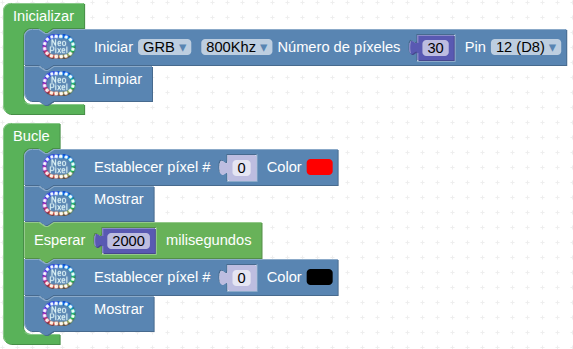 Inicializar
Neo Pixel Iniciar GRB ▾ 800Khz ▾ Número de píxeles 30 Pin 12 (D8) ▾
Neo Pixel Limpiar
Bucle
Neo Pixel Establecer píxel # 0 Color
Neo Pixel Mostrar
Esperar 2000 milisegundos
Neo Pixel Establecer píxel # 0 Color
Neo Pixel Mostrar